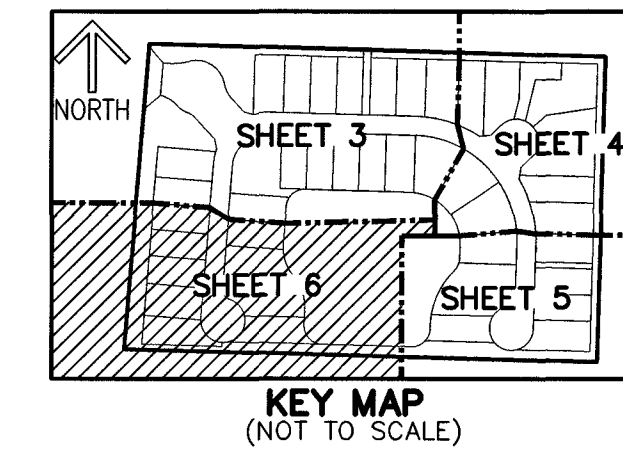 NORTH
SHEET 3
SHEET 4
SHEET 6
SHEET 5
KEY MAP
(NOT TO SCALE)